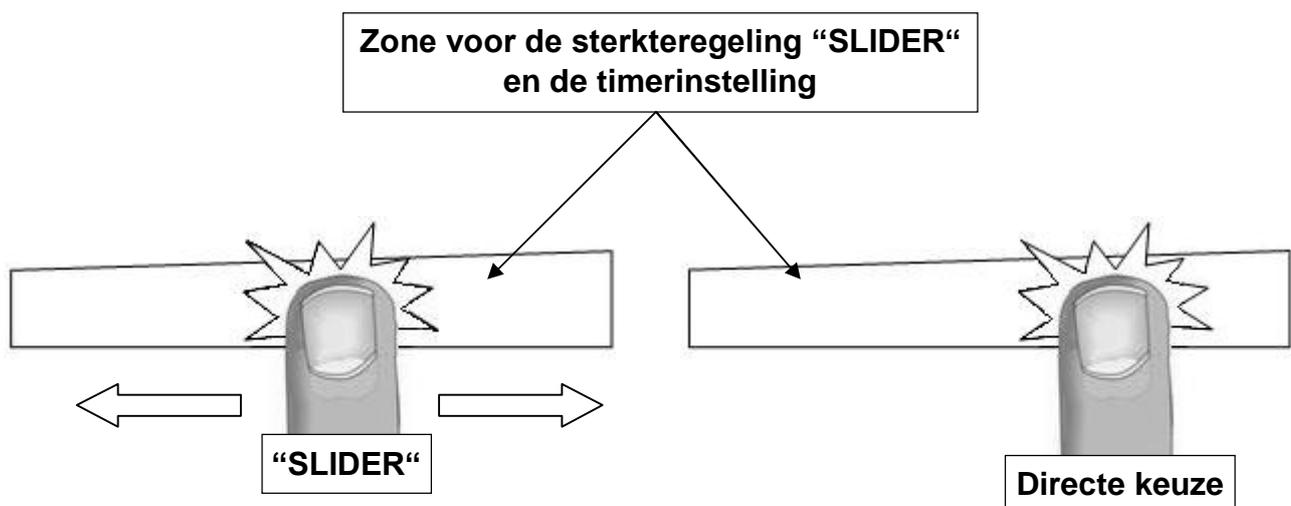 Zone voor de sterkteregeling “SLIDER“
en de timerinstelling
“SLIDER“
Directe keuze